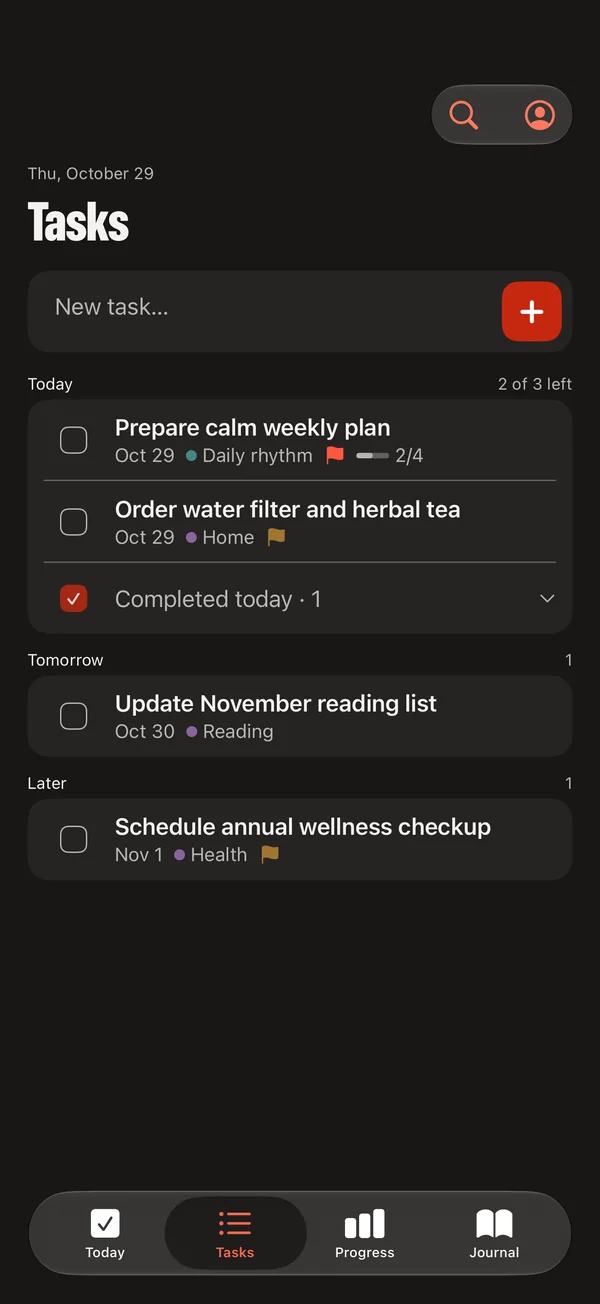 Thu, October 29
Tasks
New task...
Today 2 of 3 left
Prepare calm weekly plan
Oct 29 Daily rhythm 2/4
Order water filter and herbal tea
Oct 29 Home
Completed today · 1
Tomorrow 1
Update November reading list
Oct 30 Reading
Later 1
Schedule annual wellness checkup
Nov 1 Health
Today Tasks Progress Journal